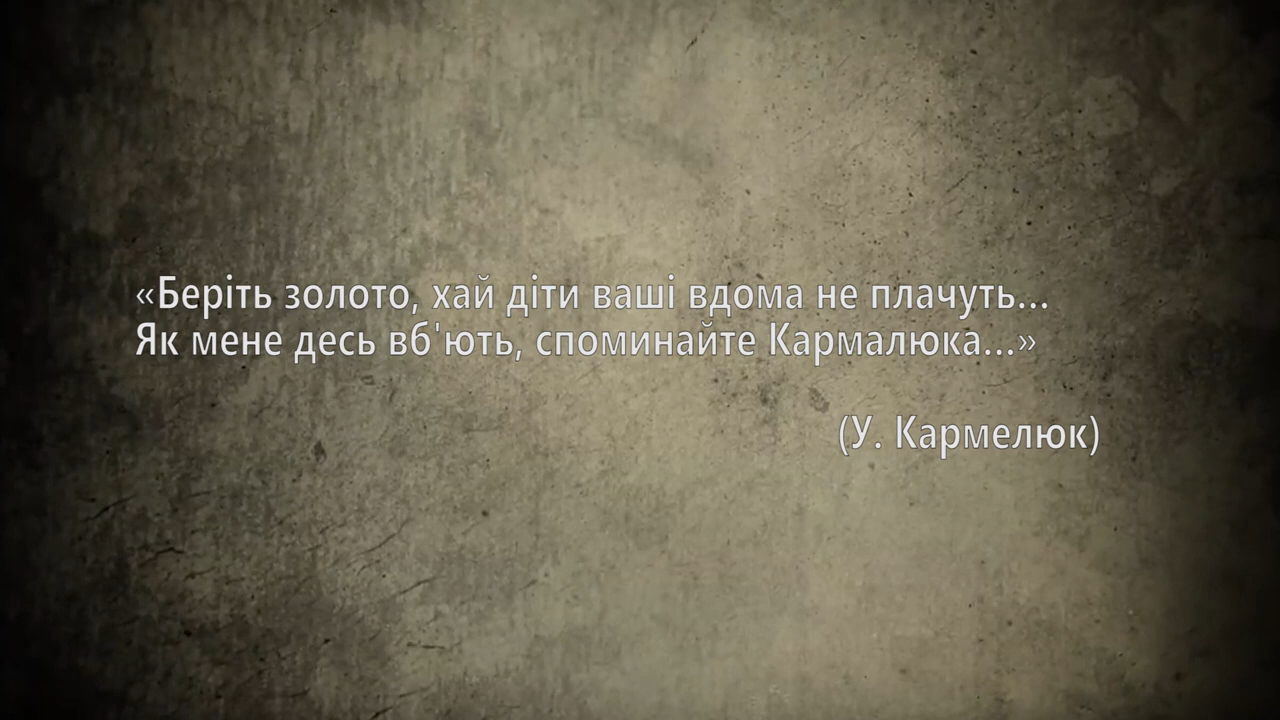 «Беріть золото, хай діти ваші вдома не плачуть...
Як мене десь вб'ють, споминайте Кармалюка...»
(У. Кармелюк)